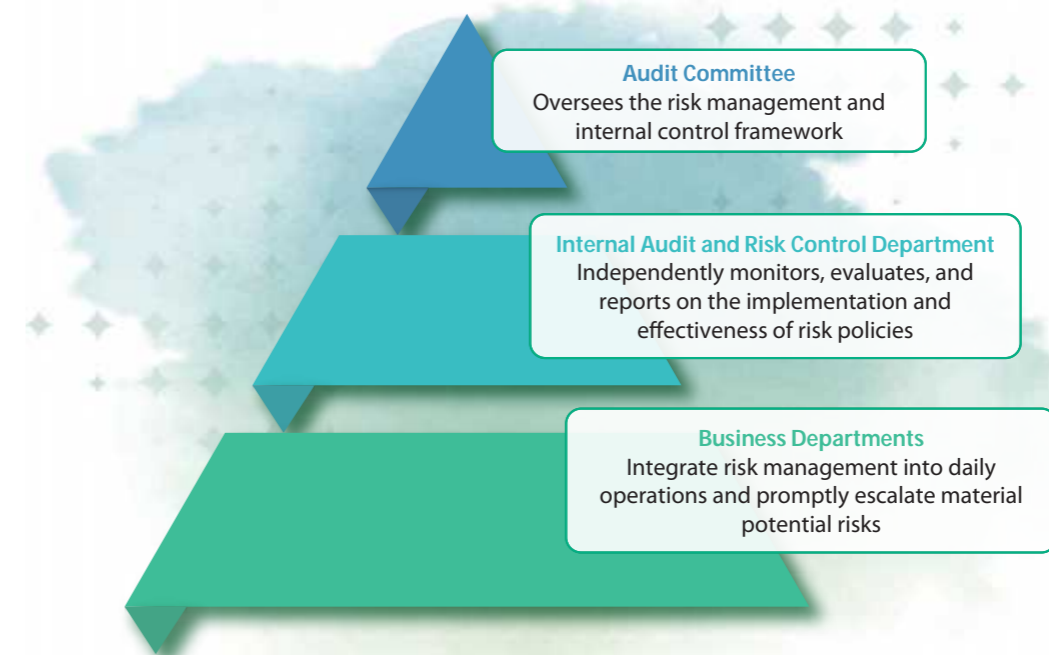 Audit Committee
Oversees the risk management and
internal control framework
Internal Audit and Risk Control Department
Independently monitors, evaluates, and
reports on the implementation and
effectiveness of risk policies
Business Departments
Integrate risk management into daily
operations and promptly escalate material
potential risks